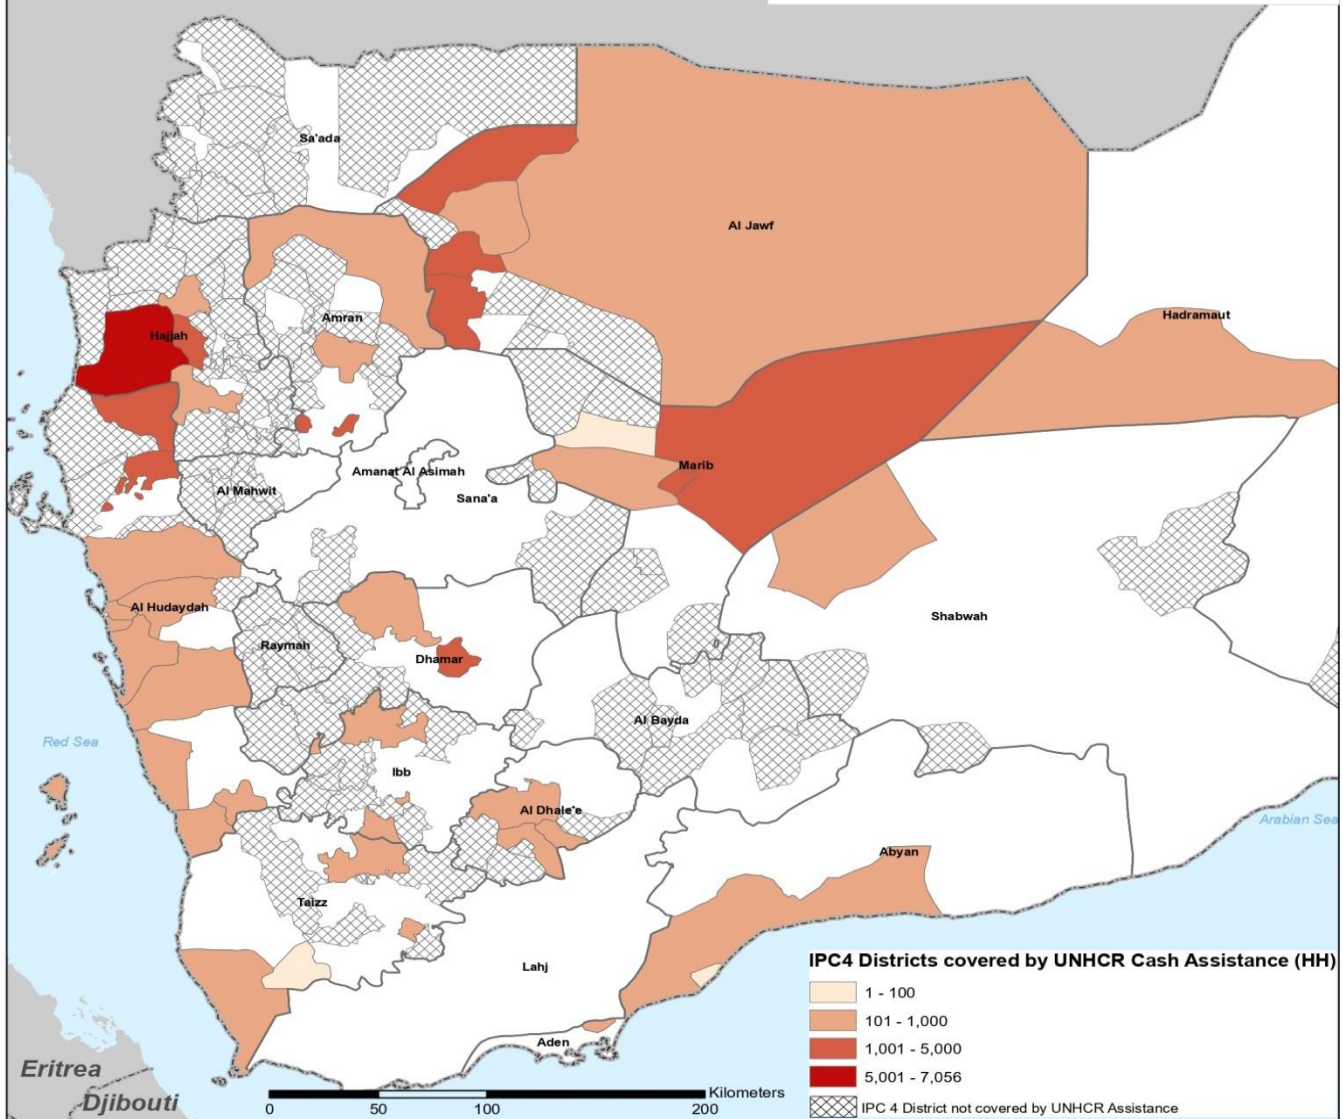 Sa'ada
Al Jawf
Hadramaut
Amran
Hajjah
Marib
Amanat Al Asimah
Al Mahwit
Sana'a
Al Hudaydah
Shabwah
Raymah
Dhamar
Al Bayda
Red Sea
Ibb
Al Dhale'e
Arabian Sea
Abyan
Taizz
Lahj
Aden
Eritrea
Djibouti
Kilometers
0 50 100 200
IPC4 Districts covered by UNHCR Cash Assistance (HH)
1 - 100
101 - 1,000
1,001 - 5,000
5,001 - 7,056
IPC 4 District not covered by UNHCR Assistance